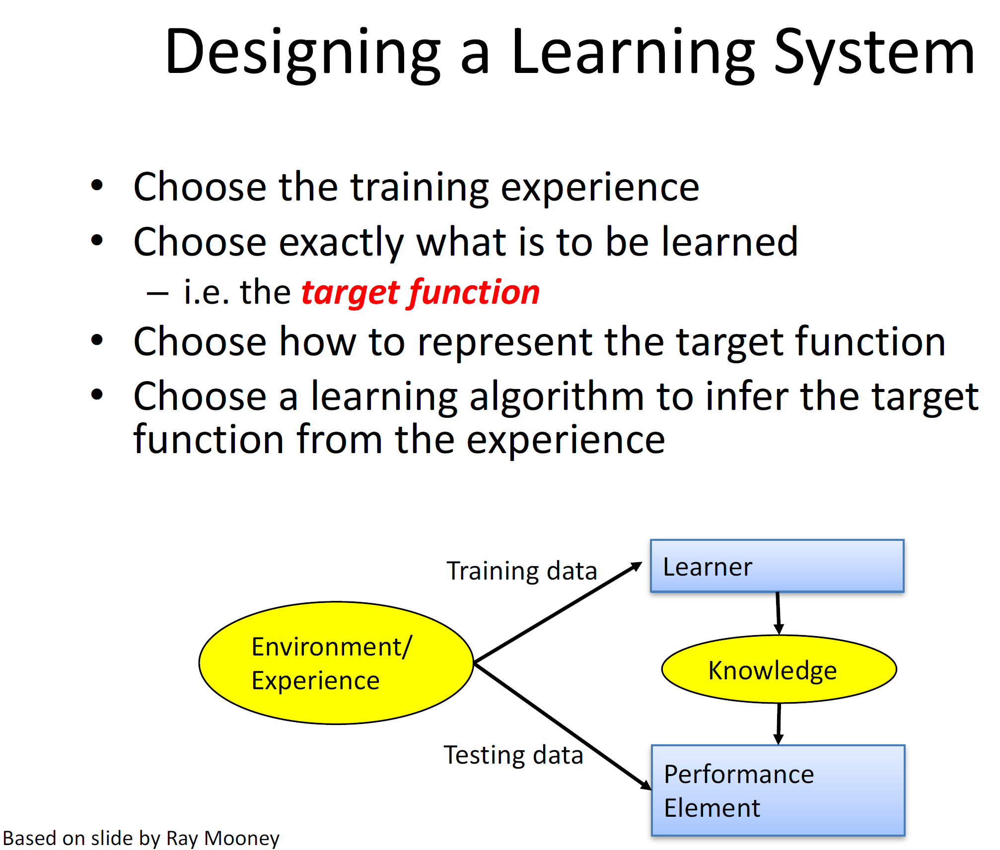 Designing a Learning System
• Choose the training experience
• Choose exactly what is to be learned
– i.e. the target function
• Choose how to represent the target function
• Choose a learning algorithm to infer the target
function from the experience
Training data
Learner
Environment/
Experience
Knowledge
Testing data
Performance
Element
Based on slide by Ray Mooney